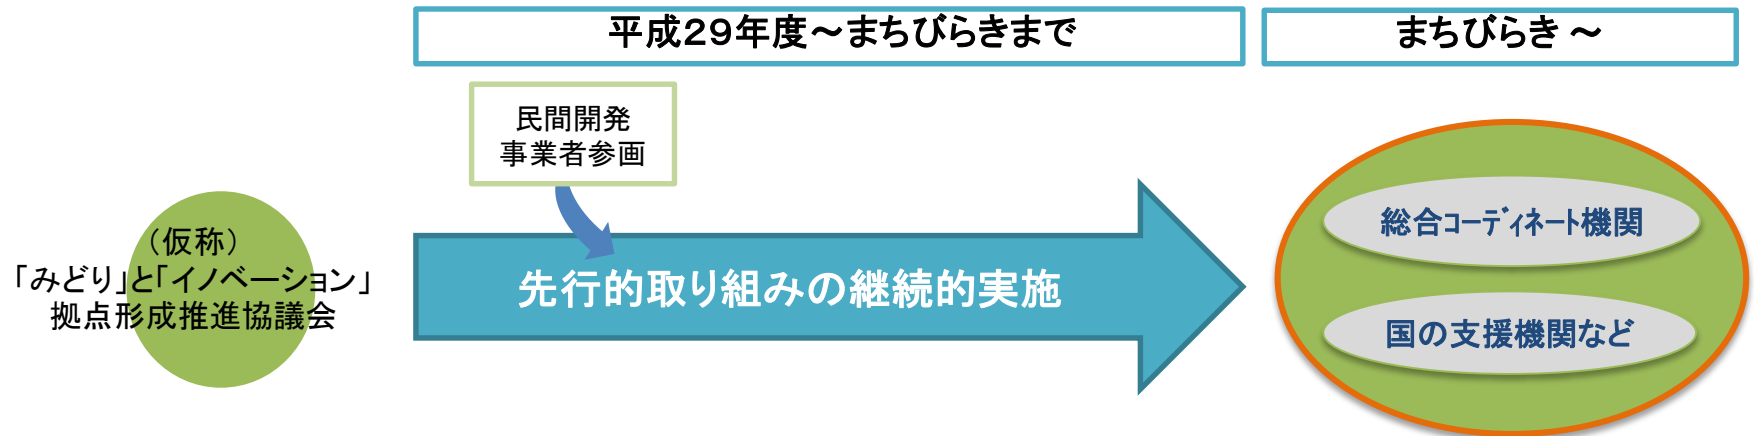 平成２９年度～まちびらきまで
まちびらき ～
民間開発
事業者参画
（仮称）
「みどり」と「イノベーション」
拠点形成推進協議会
先行的取り組みの継続的実施
総合ｺｰﾃﾞｨﾈｰﾄ機関
国の支援機関など